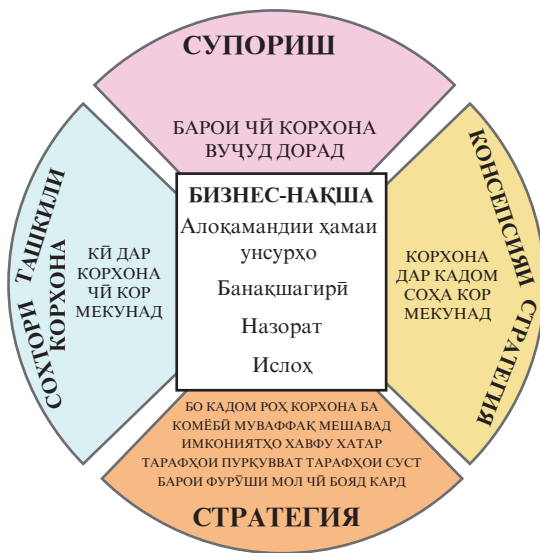 СУПОРИШ
БАРОИ ЧӢ КОРХОНА
ВУҶУД ДОРАД
СОХТОРИ ТАШКИЛИ
КОРХОНА
КӢ ДАР
КОРХОНА
ЧӢ КОР
МЕКУНАД
БИЗНЕС-НАҚША
Алоқамандии ҳамаи
унсурҳо
Банақшагирӣ
Назорат
Ислоҳ
КОНСЕПСИЯИ СТРАТЕГИЯ
КОРХОНА
ДАР КАДОМ
СОҲА КОР
МЕКУНАД
БО КАДОМ РОҲ КОРХОНА БА
КОМЁБӢ МУВАФФАҚ МЕШАВАД
ИМКОНИЯТҲО ХАВФУ ХАТАР
ТАРАФҲОИ ПУРҚУВВАТ ТАРАФҲОИ СУСТ
БАРОИ ФУРӮШИ МОЛ ЧӢ БОЯД КАРД
СТРАТЕГИЯ